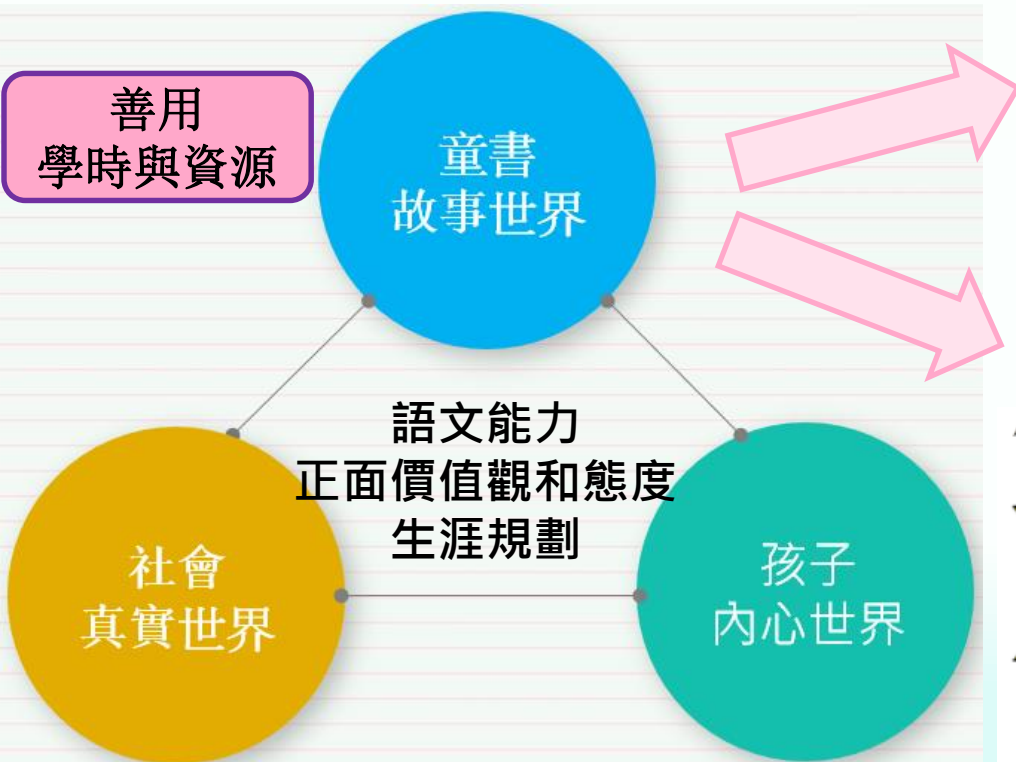 善用
學時與資源
童書
故事世界
語文能力
正面價值觀和態度
生涯規劃
社會
真實世界
孩子
內心世界